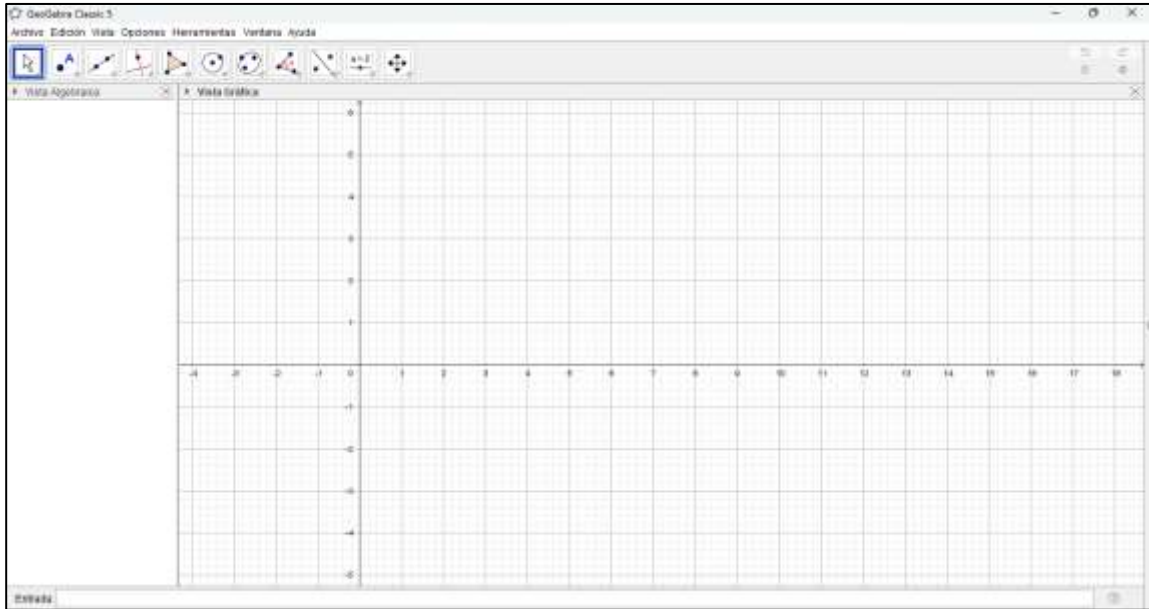 GeoGebra Classic 5
Archivo Edición Vista Opciones Herramientas Ventana Ayuda
Vista Algebraica
Vista Gráfica
6
5
4
3
2
1
-4 -3 -2 -1 0 1 2 3 4 5 6 7 8 9 10 11 12 13 14 15 16 17 18
-1
-2
-3
-4
-5
Entrada